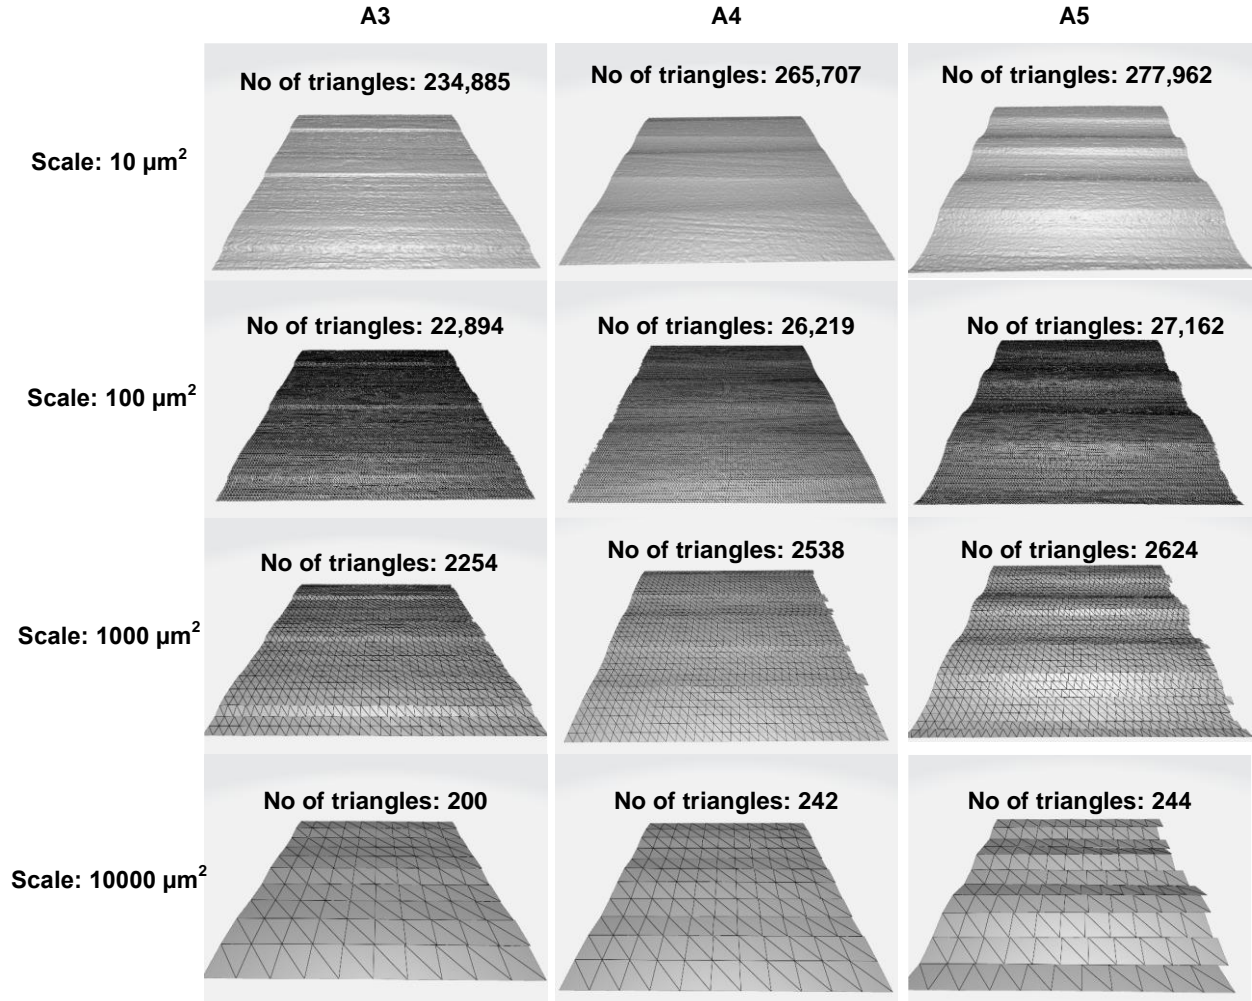 A3 A4 A5
No of triangles: 234,885 No of triangles: 265,707 No of triangles: 277,962
Scale: 10 µm²
No of triangles: 22,894 No of triangles: 26,219 No of triangles: 27,162
Scale: 100 µm²
No of triangles: 2254 No of triangles: 2538 No of triangles: 2624
Scale: 1000 µm²
No of triangles: 200 No of triangles: 242 No of triangles: 244
Scale: 10000 µm²